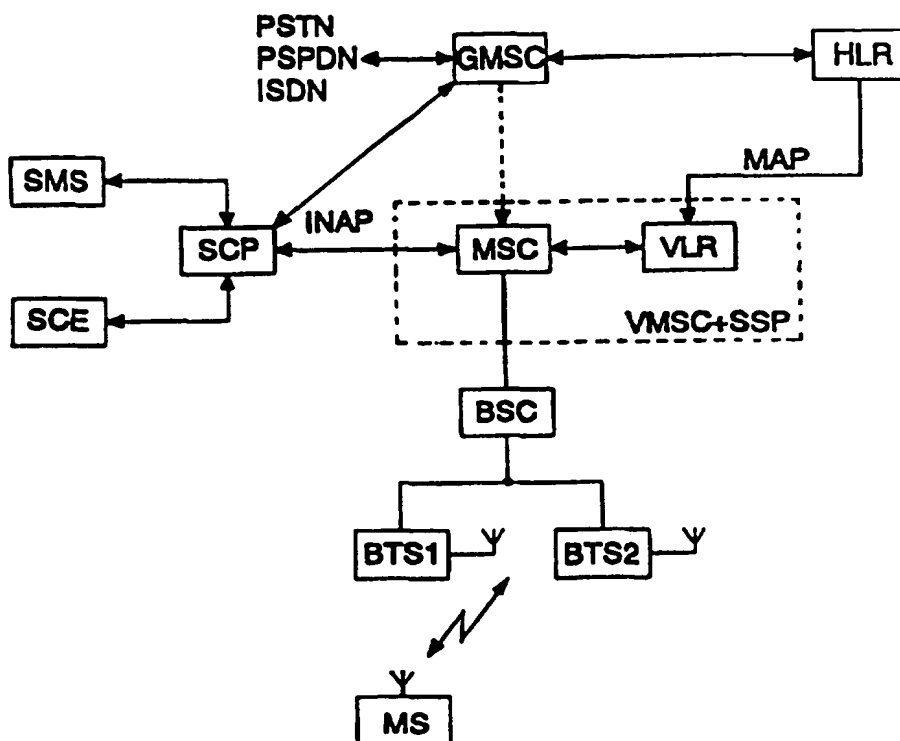 PSTN
PSPDN
ISDN
GMSC
HLR
MAP
SMS
INAP
SCP
MSC
VLR
SCE
VMSC+SSP
BSC
BTS1
BTS2
MS